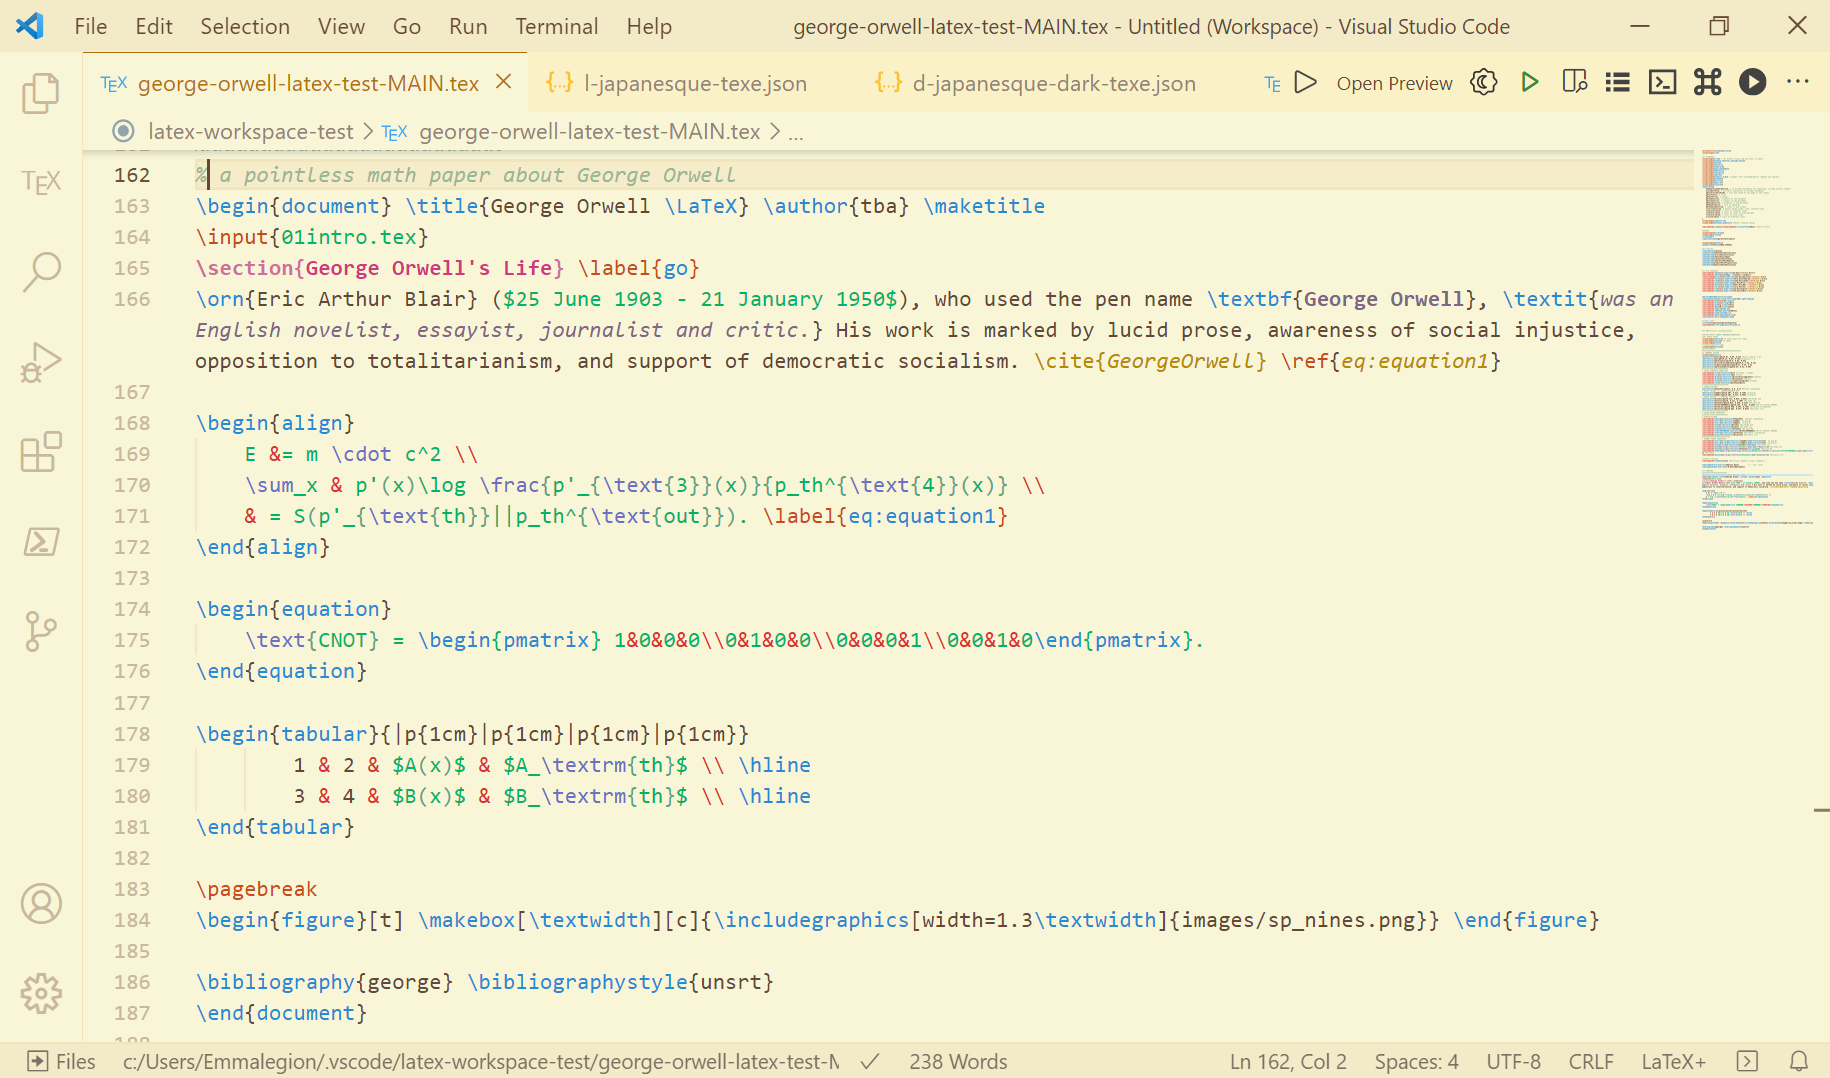 File Edit Selection View Go Run Terminal Help george-orwell-latex-test-MAIN.tex - Untitled (Workspace) - Visual Studio Code
TEX george-orwell-latex-test-MAIN.tex l-japanesque-texe.json d-japanesque-dark-texe.json TE Open Preview
latex-workspace-test > TEX george-orwell-latex-test-MAIN.tex > ...
TEX
162 % a pointless math paper about George Orwell
163 \begin{document} \title{George Orwell \LaTeX} \author{tba} \maketitle
164 \input{01intro.tex}
165 \section{George Orwell's Life} \label{go}
166 \orn{Eric Arthur Blair} ($25 June 1903 - 21 January 1950$), who used the pen name \textbf{George Orwell}, \textit{was an
English novelist, essayist, journalist and critic.} His work is marked by lucid prose, awareness of social injustice,
opposition to totalitarianism, and support of democratic socialism. \cite{GeorgeOrwell} \ref{eq:equation1}
167
168 \begin{align}
169 E &= m \cdot c^2 \\
170 \sum_x & p'(x)\log \frac{p'_{\text{3}}(x)}{p_th^{\text{4}}(x)} \\
171 & = S(p'_{\text{th}}||p_th^{\text{out}}). \label{eq:equation1}
172 \end{align}
173
174 \begin{equation}
175 \text{CNOT} = \begin{pmatrix} 1&0&0&0\\0&1&0&0\\0&0&0&1\\0&0&1&0\end{pmatrix}.
176 \end{equation}
177
178 \begin{tabular}{|p{1cm}|p{1cm}|p{1cm}|p{1cm}}
179 1 & 2 & $A(x)$ & $A_\textrm{th}$ \\ \hline
180 3 & 4 & $B(x)$ & $B_\textrm{th}$ \\ \hline
181 \end{tabular}
182
183 \pagebreak
184 \begin{figure}[t] \makebox[\textwidth][c]{\includegraphics[width=1.3\textwidth]{images/sp_nines.png}} \end{figure}
185
186 \bibliography{george} \bibliographystyle{unsrt}
187 \end{document}
Files c:/Users/Emmalegion/.vscode/latex-workspace-test/george-orwell-latex-test-M 238 Words Ln 162, Col 2 Spaces: 4 UTF-8 CRLF LaTeX+